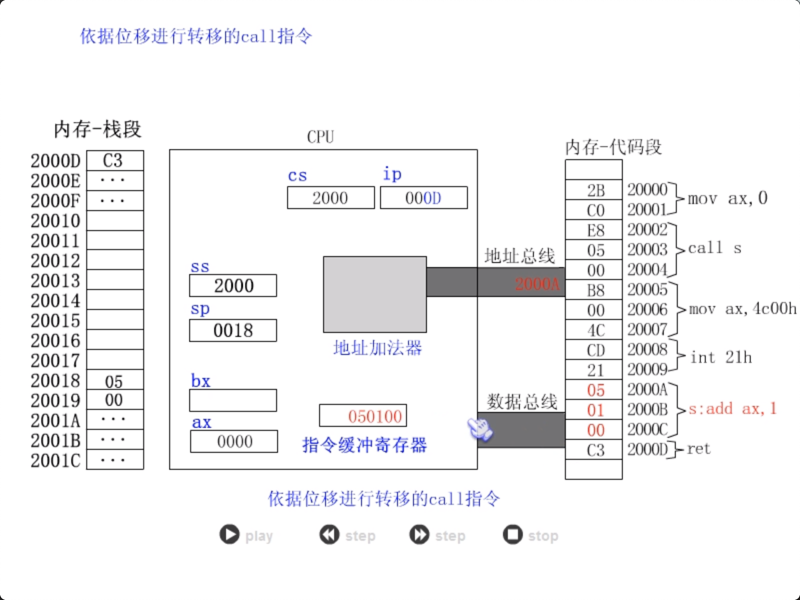 依据位移进行转移的call指令
内存-栈段
CPU
内存-代码段
2000D C3
2000E ...
2000F ...
20010
20011
20012
20013
20014
20015
20016
20017
20018 05
20019 00
2001A ...
2001B ...
2001C ...
cs
ip
2000
000D
ss
2000
sp
0018
地址加法器
bx
ax
0000
050100
指令缓冲寄存器
地址总线
2000A
数据总线
2B 20000
C0 20001
mov ax,0
E8 20002
05 20003
00 20004
call s
B8 20005
00 20006
4C 20007
mov ax,4c00h
CD 20008
21 20009
int 21h
05 2000A
01 2000B
00 2000C
s:add ax,1
C3 2000D
ret
依据位移进行转移的call指令
play step step stop